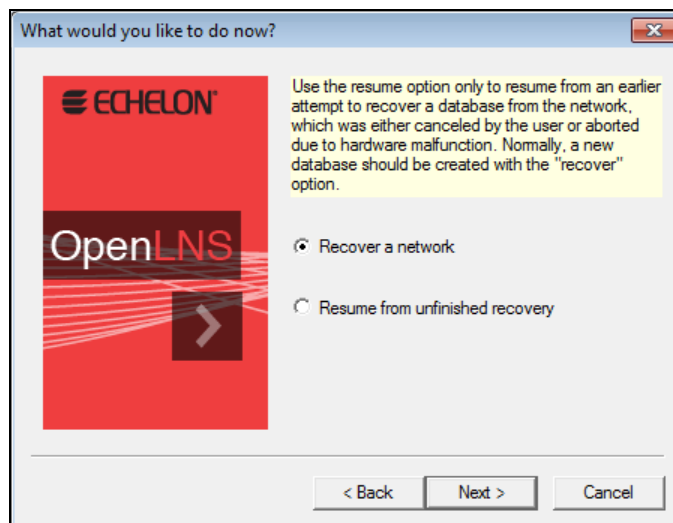 What would you like to do now?
ECHELON
Use the resume option only to resume from an earlier
attempt to recover a database from the network,
which was either canceled by the user or aborted
due to hardware malfunction. Normally, a new
database should be created with the "recover"
option.
OpenLNS
Recover a network
Resume from unfinished recovery
< Back
Next >
Cancel